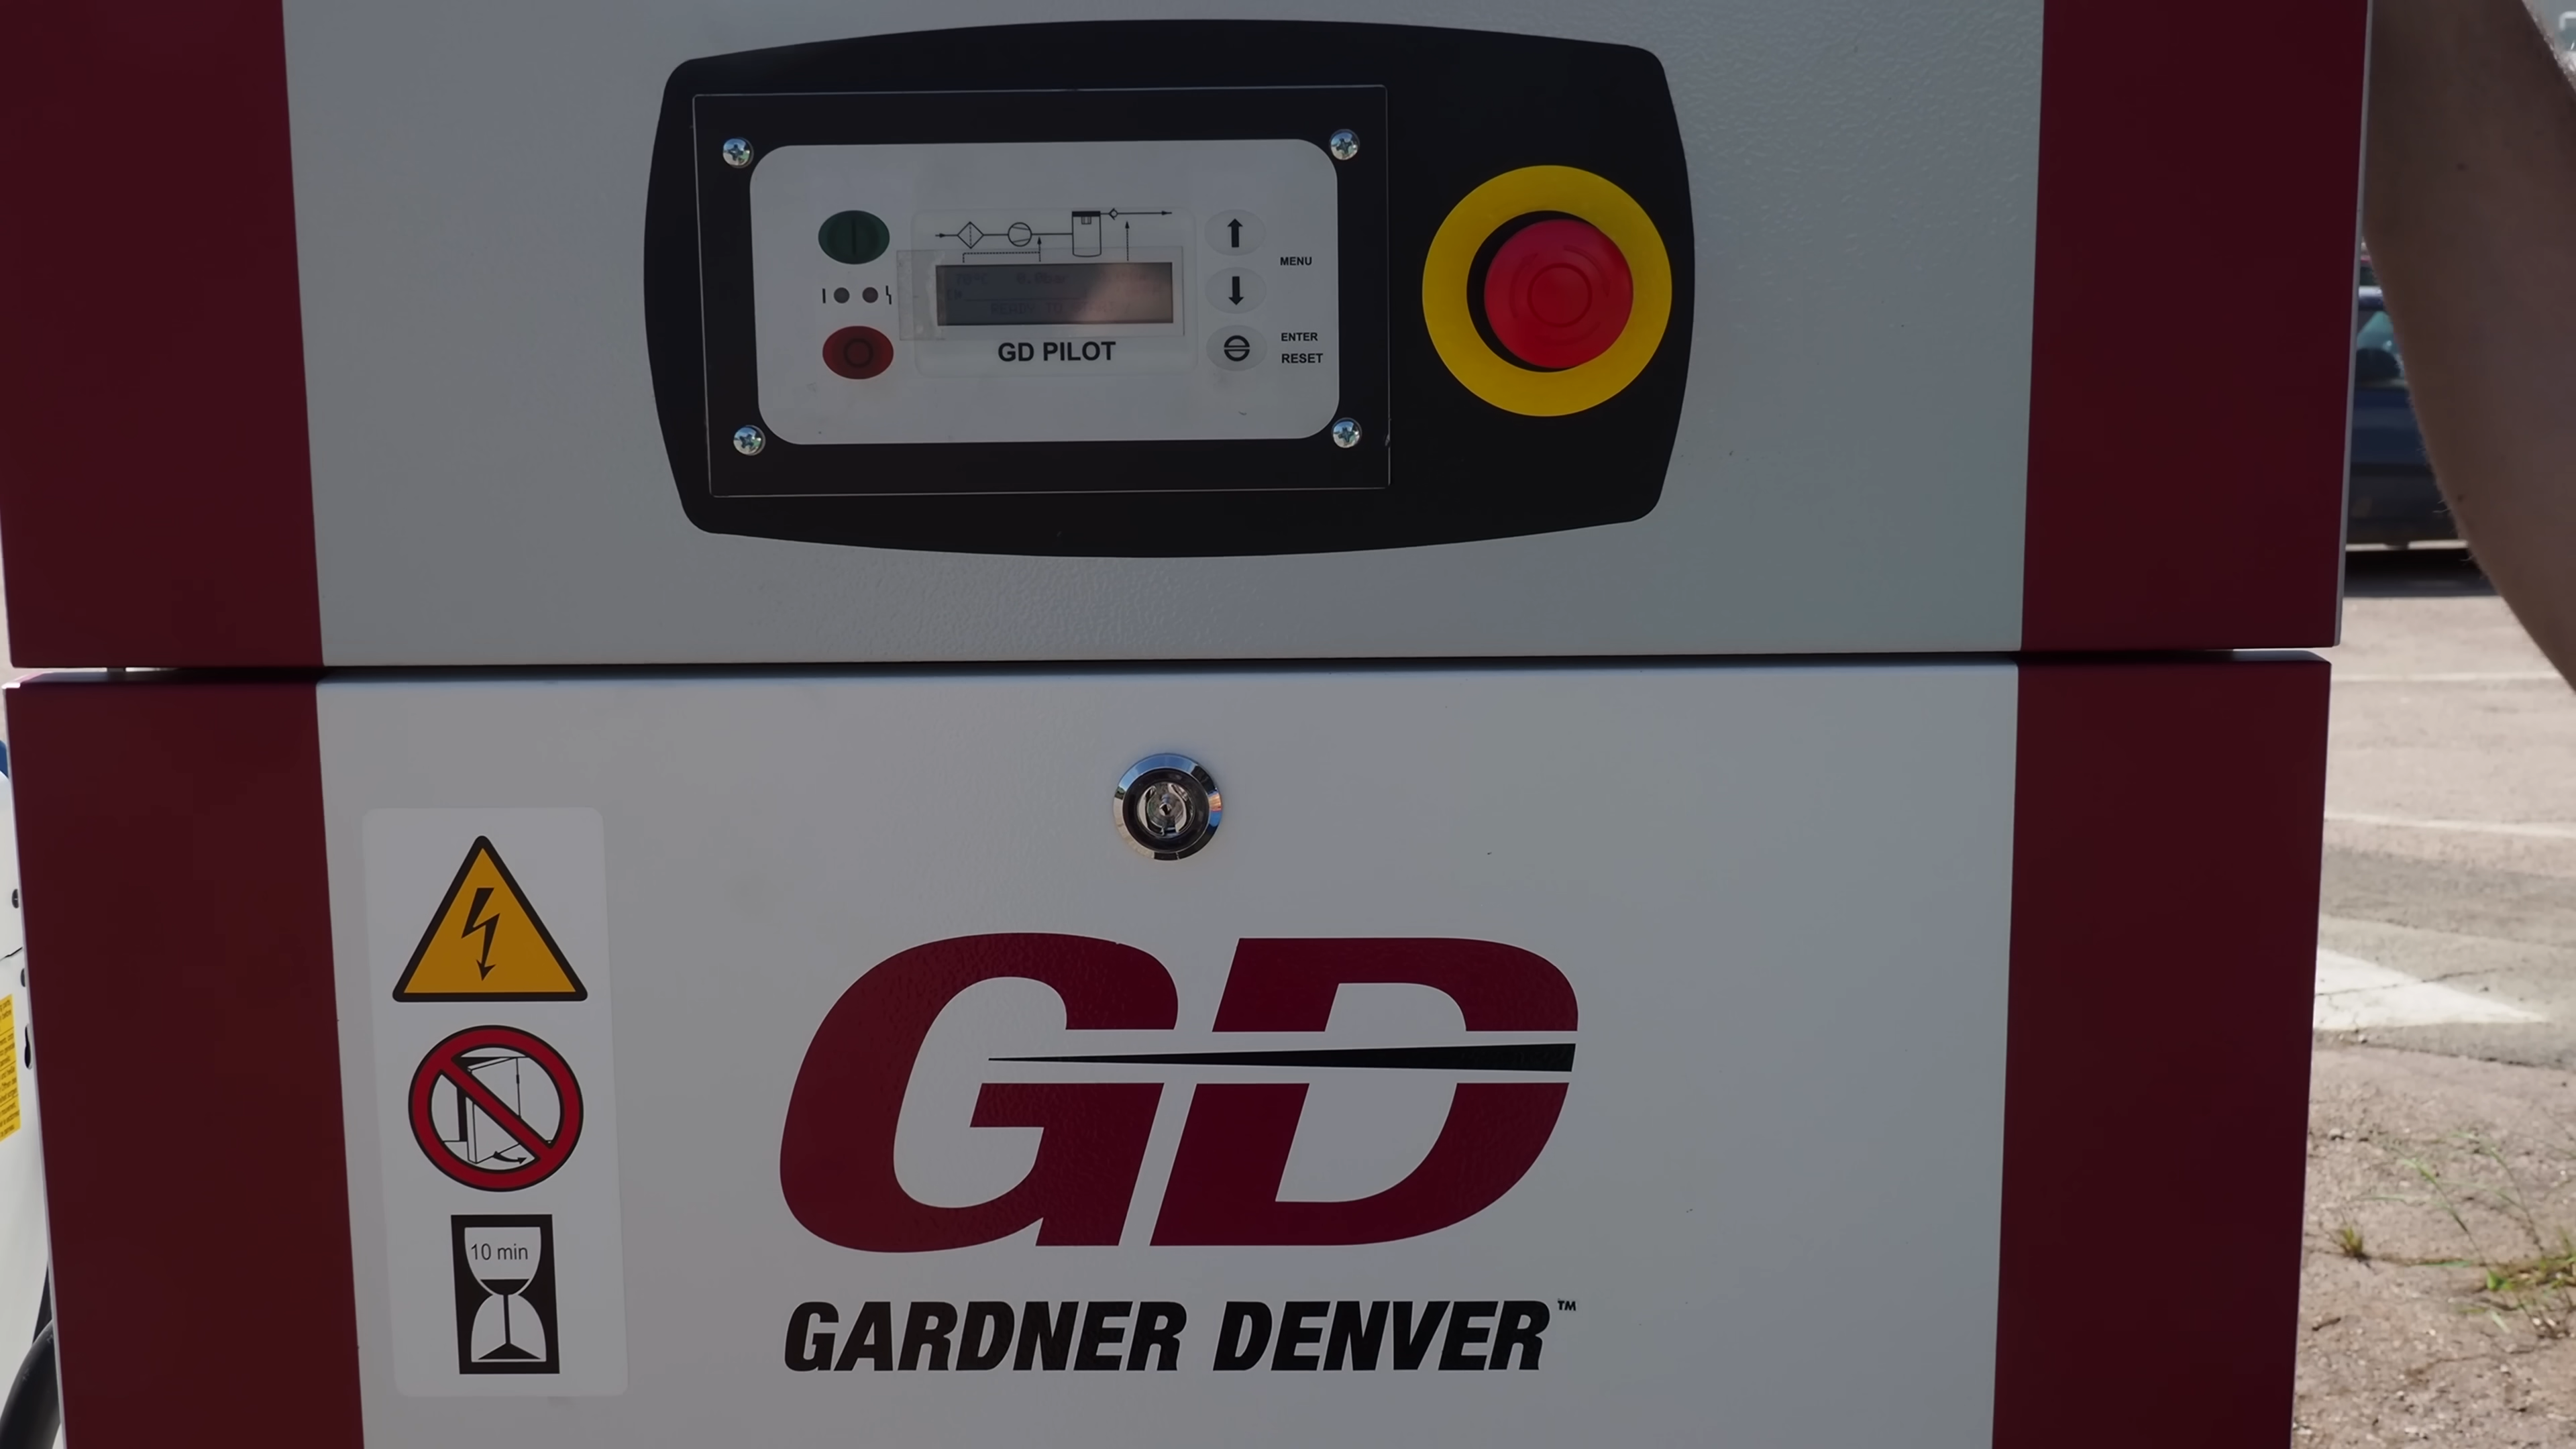 MENU
ENTER
RESET
GD PILOT
10 min
GD
GARDNER DENVER™